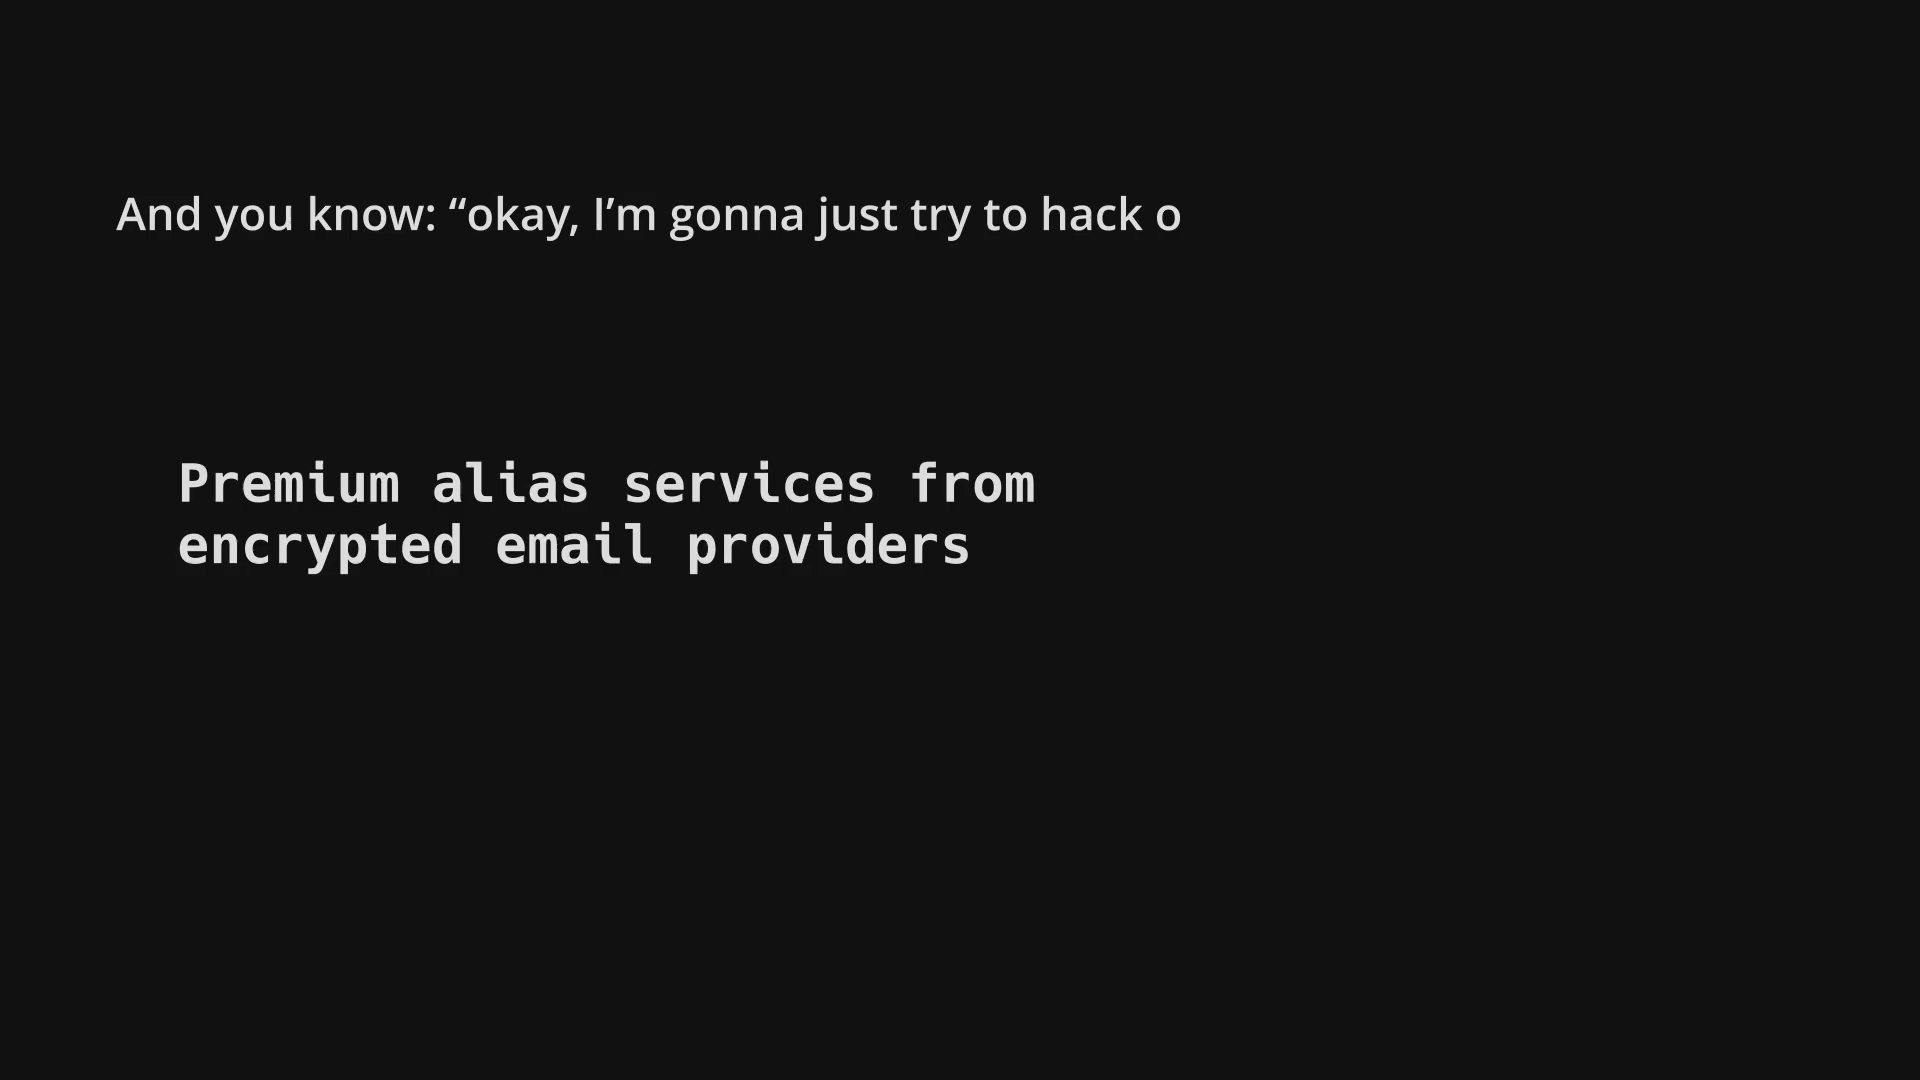 And you know: “okay, I’m gonna just try to hack o
Premium alias services from
encrypted email providers